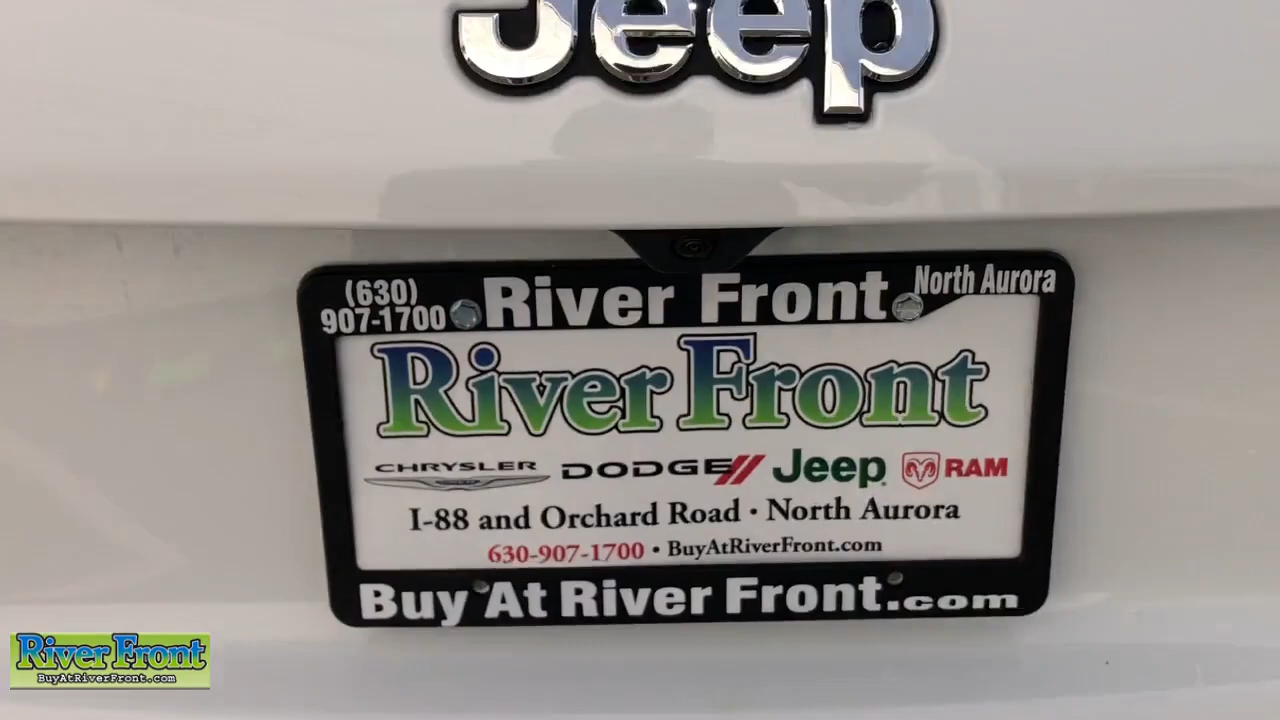 Jeep
(630)
907-1700
River Front
North Aurora
River Front
CHRYSLER DODGE Jeep RAM
I-88 and Orchard Road • North Aurora
630-907-1700 • BuyAtRiverFront.com
Buy At River Front.com
River Front
BuyAtRiverFront.com